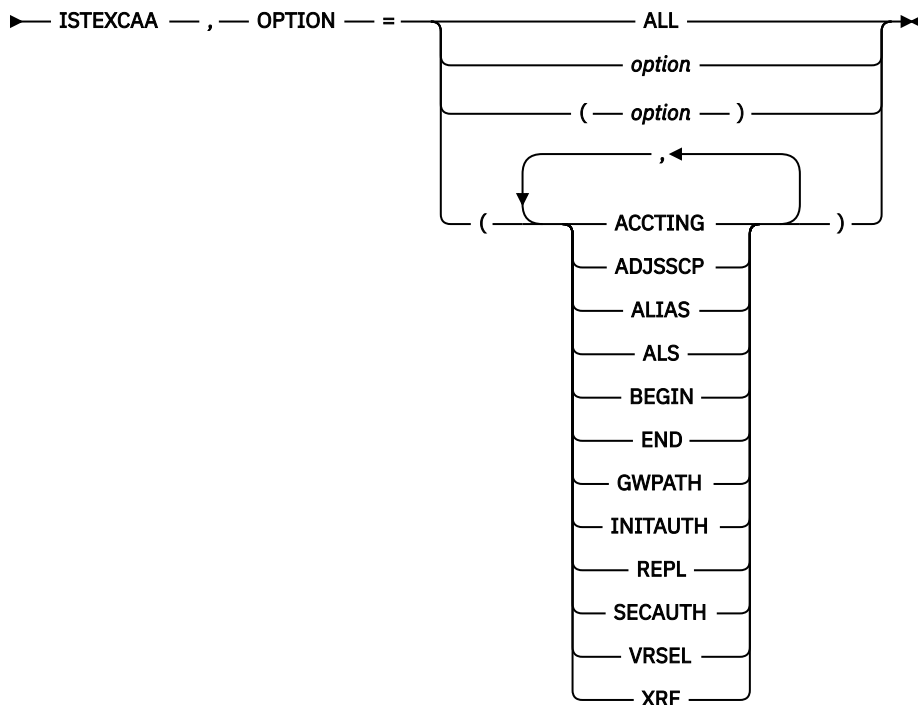 ISTEXCAA , OPTION = ALL
option
( option )
,
( ACCTING )
ADJSSCP
ALIAS
ALS
BEGIN
END
GWPATH
INITAUTH
REPL
SECAUTH
VRSEL
XRF